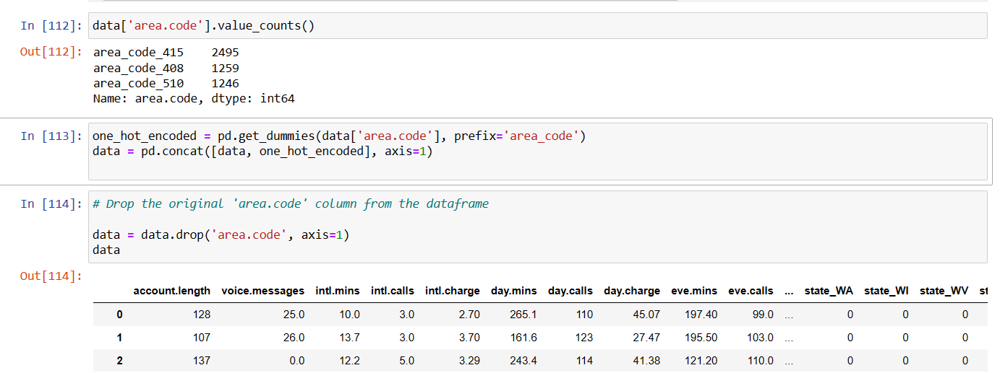 In [112]: data['area.code'].value_counts()
Out[112]: area_code_415    2495
area_code_408    1259
area_code_510    1246
Name: area.code, dtype: int64
In [113]: one_hot_encoded = pd.get_dummies(data['area.code'], prefix='area_code')
data = pd.concat([data, one_hot_encoded], axis=1)
In [114]: # Drop the original 'area.code' column from the dataframe
data = data.drop('area.code', axis=1)
data
Out[114]:
account.length voice.messages intl.mins intl.calls intl.charge day.mins day.calls day.charge eve.mins eve.calls ... state_WA state_WI state_WV st
0 128 25.0 10.0 3.0 2.70 265.1 110 45.07 197.40 99.0 ... 0 0 0
1 107 26.0 13.7 3.0 3.70 161.6 123 27.47 195.50 103.0 ... 0 0 0
2 137 0.0 12.2 5.0 3.29 243.4 114 41.38 121.20 110.0 ... 0 0 0